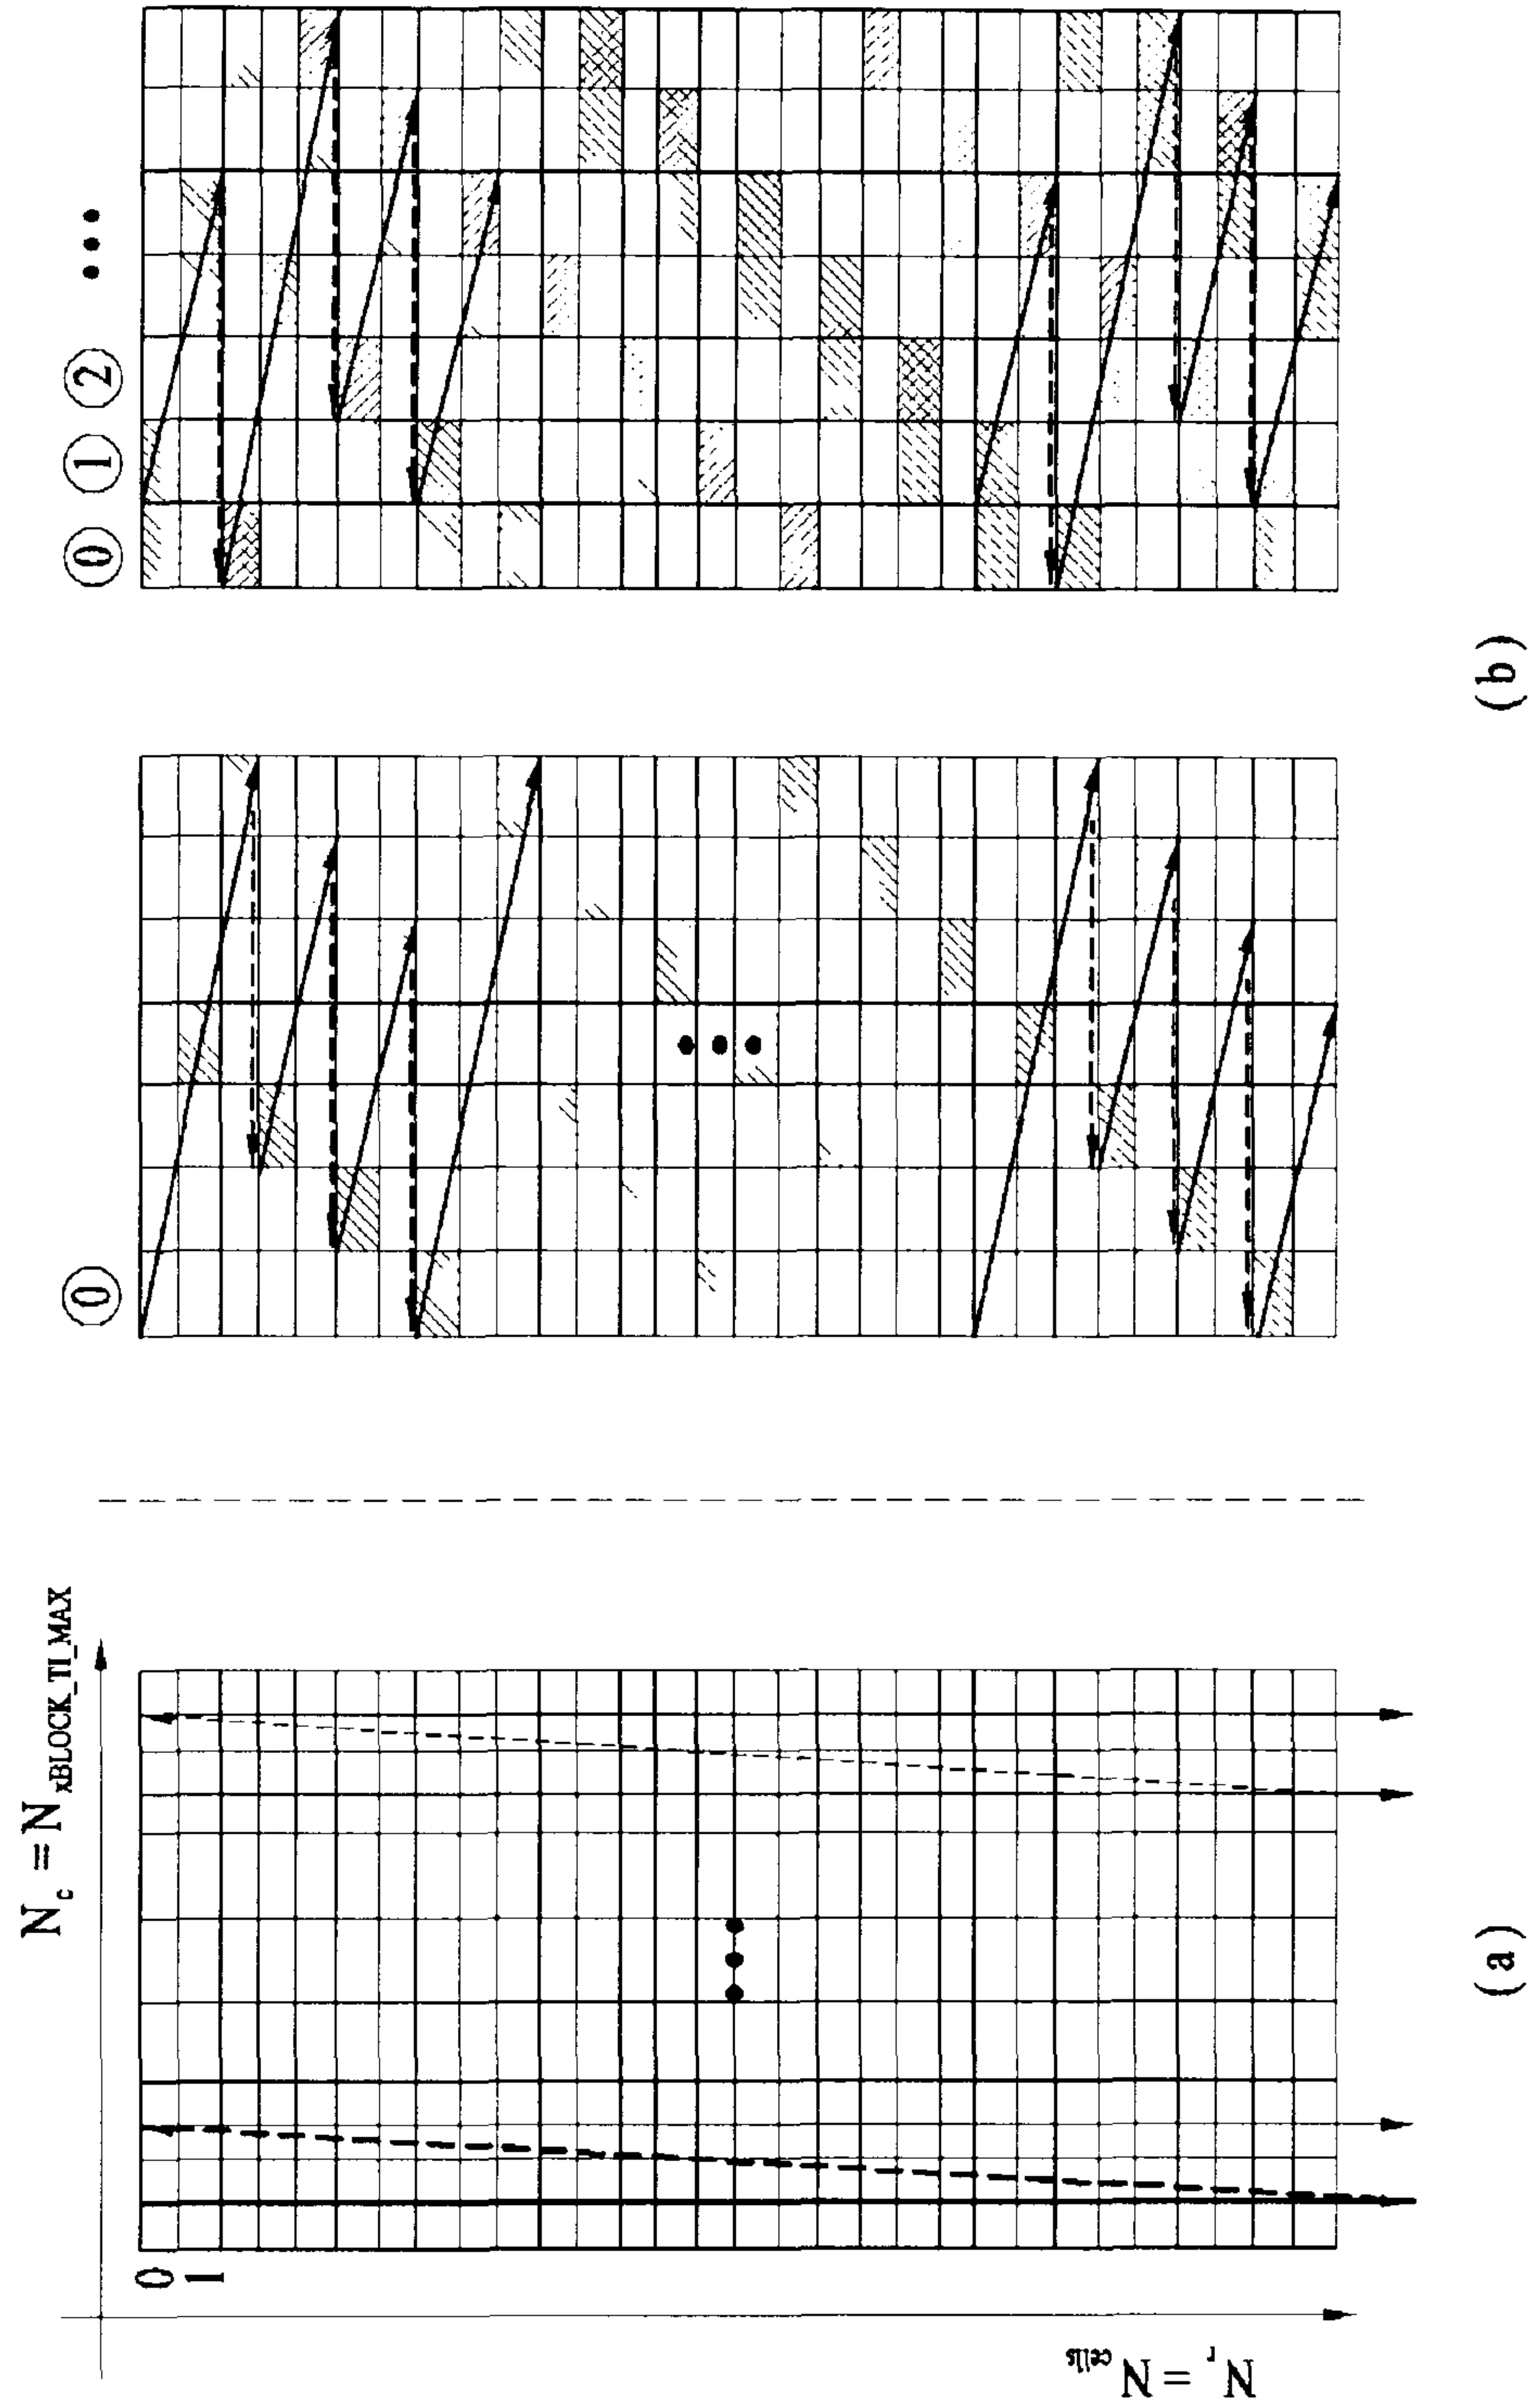 N_c = N_xBLOCK_TI_MAX
0
1
N_r = N_cells
(a)
0
0 1 2 •••
(b)